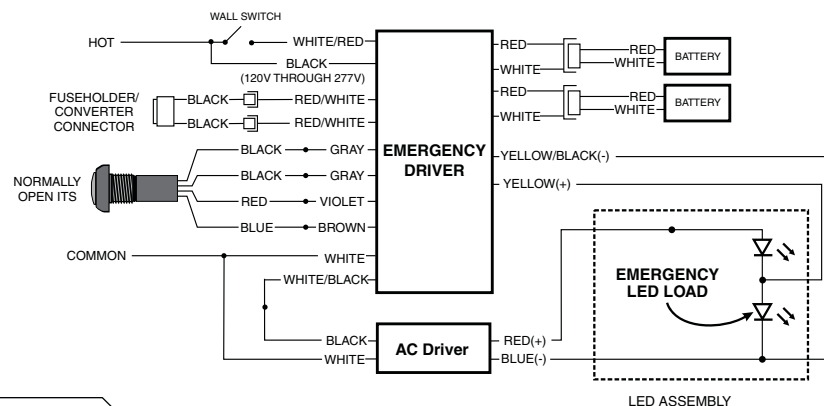 WALL SWITCH
HOT
WHITE/RED
BLACK
(120V THROUGH 277V)
FUSEHOLDER/
CONVERTER
CONNECTOR
BLACK
RED/WHITE
BLACK
RED/WHITE
NORMALLY
OPEN ITS
BLACK
GRAY
BLACK
GRAY
RED
VIOLET
BLUE
BROWN
COMMON
WHITE
WHITE/BLACK
EMERGENCY
DRIVER
RED
WHITE
RED
WHITE
BATTERY
RED
WHITE
RED
WHITE
BATTERY
YELLOW/BLACK(-)
YELLOW(+)
BLACK
WHITE
AC Driver
RED(+)
BLUE(-)
EMERGENCY
LED LOAD
LED ASSEMBLY